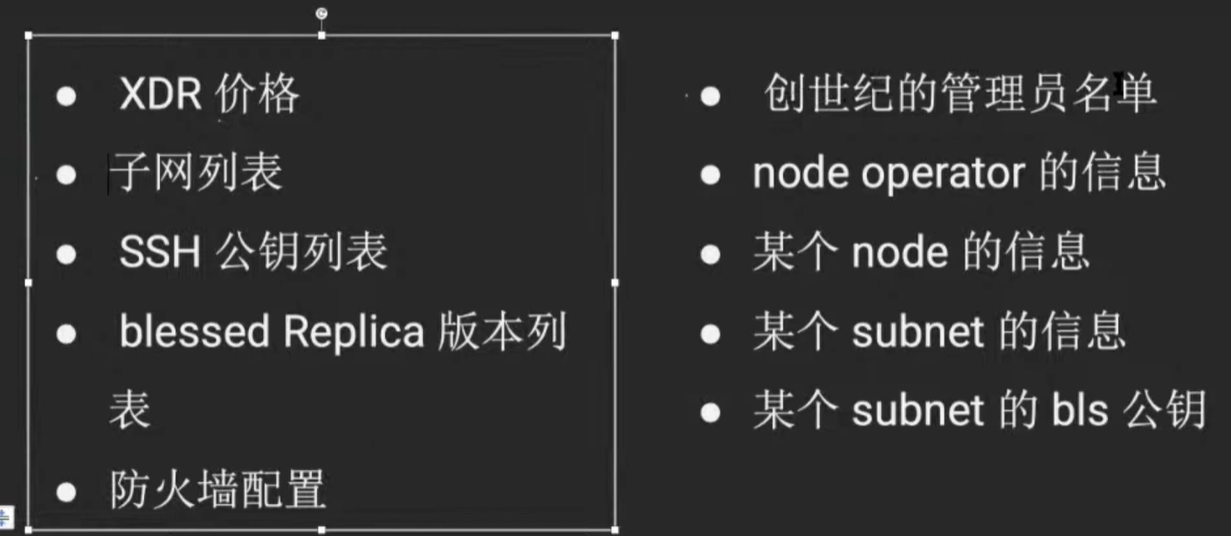 XDR 价格
子网列表
SSH 公钥列表
blessed Replica 版本列
表
防火墙配置
创世纪的管理员名单
node operator 的信息
某个 node 的信息
某个 subnet 的信息
某个 subnet 的 bls 公钥